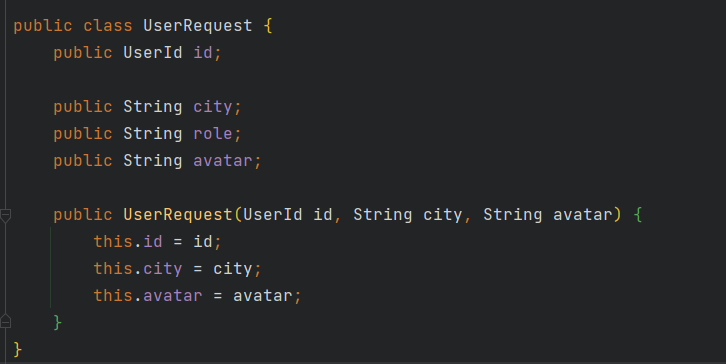 public class UserRequest {
    public UserId id;

    public String city;
    public String role;
    public String avatar;

    public UserRequest(UserId id, String city, String avatar) {
        this.id = id;
        this.city = city;
        this.avatar = avatar;
    }
}